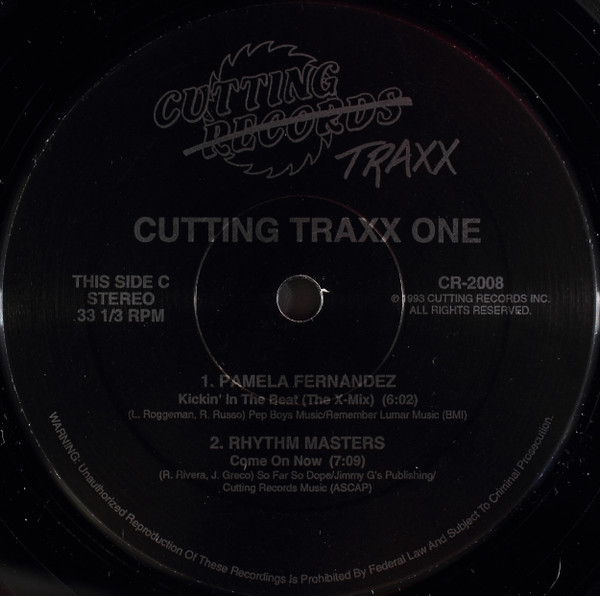 CUTTING
RECORDS
TRAXX
CUTTING TRAXX ONE
THIS SIDE C
STEREO
33 1/3 RPM
CR-2008
℗ 1993 CUTTING RECORDS INC.
ALL RIGHTS RESERVED.
1. PAMELA FERNANDEZ
Kickin' In The Beat (The X-Mix) (6:02)
(L. Roggeman, R. Russo) Pep Boys Music/Remember Lumar Music (BMI)
2. RHYTHM MASTERS
Come On Now (7:09)
(R. Rivera, J. Greco) So Far So Dope/Jimmy G's Publishing/
Cutting Records Music (ASCAP)
WARNING: Unauthorized Reproduction Of These Recordings Is Prohibited By Federal Law And Subject To Criminal Prosecution.